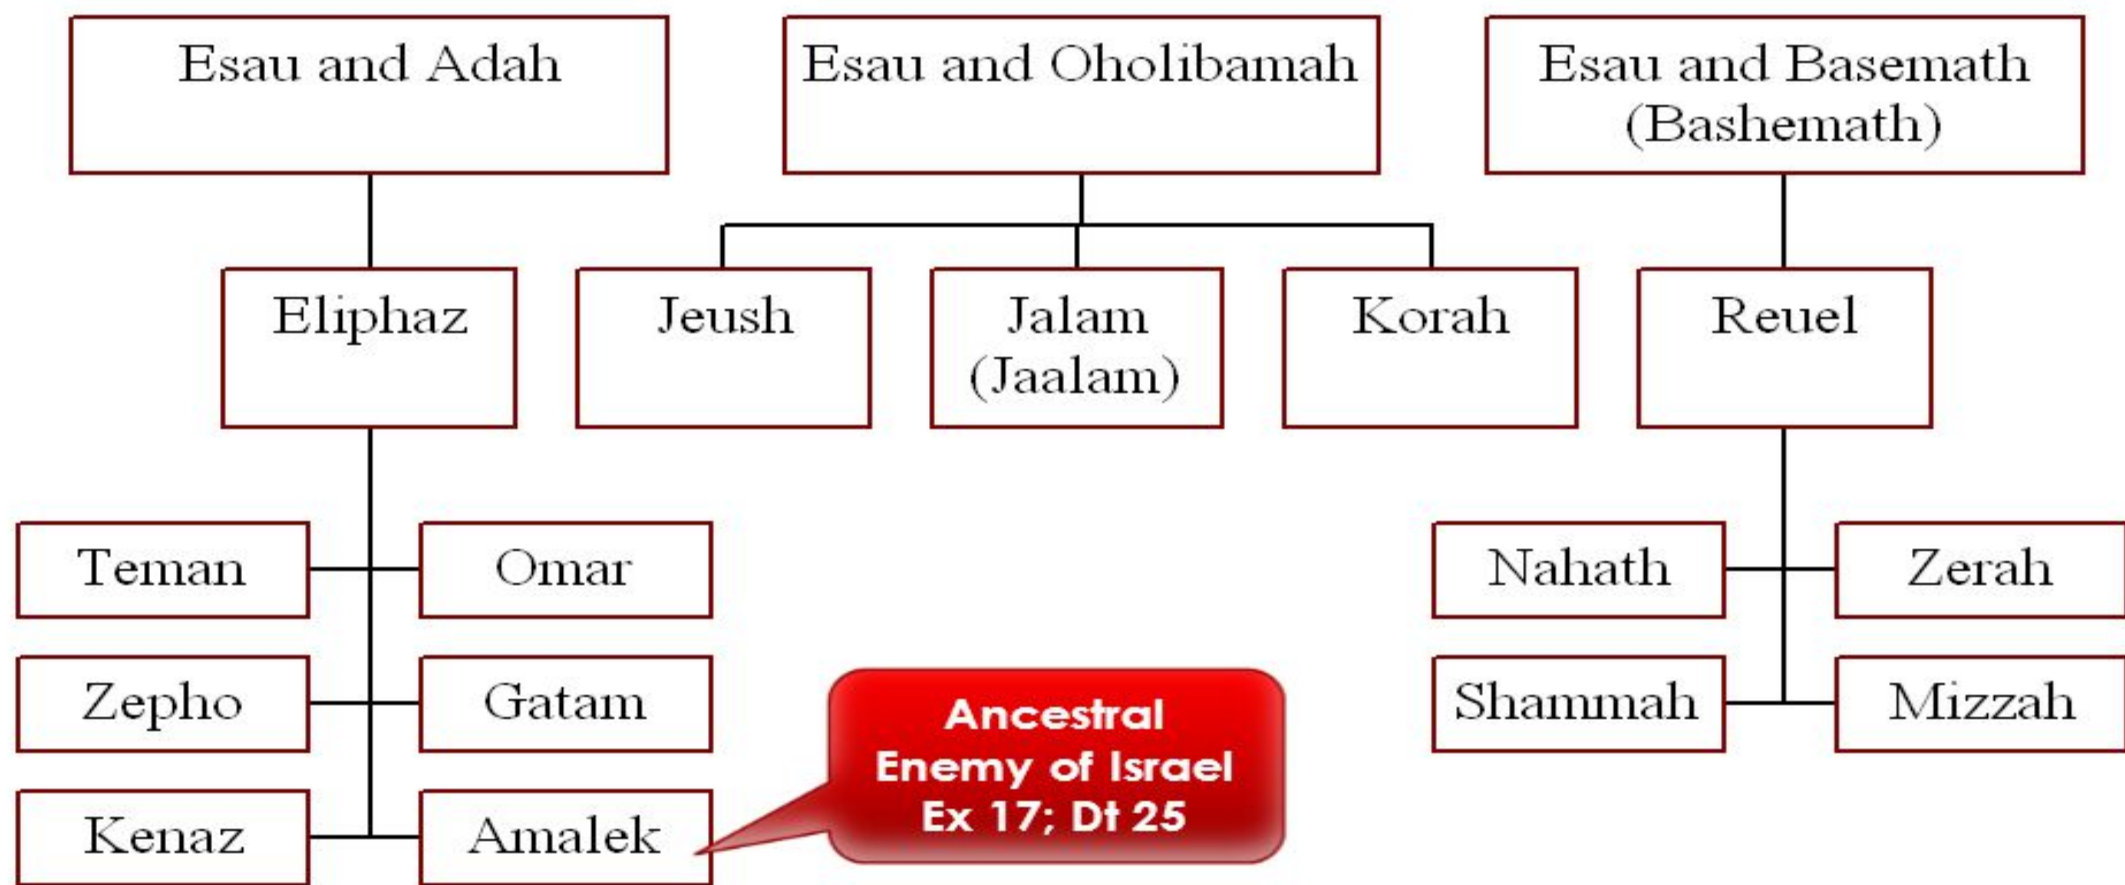 Esau and Adah
Esau and Oholibamah
Esau and Basemath
(Bashemath)
Eliphaz
Jeush
Jalam
(Jaalam)
Korah
Reuel
Teman
Omar
Nahath
Zerah
Zepho
Gatam
Shammah
Mizzah
Kenaz
Amalek
Ancestral
Enemy of Israel
Ex 17; Dt 25